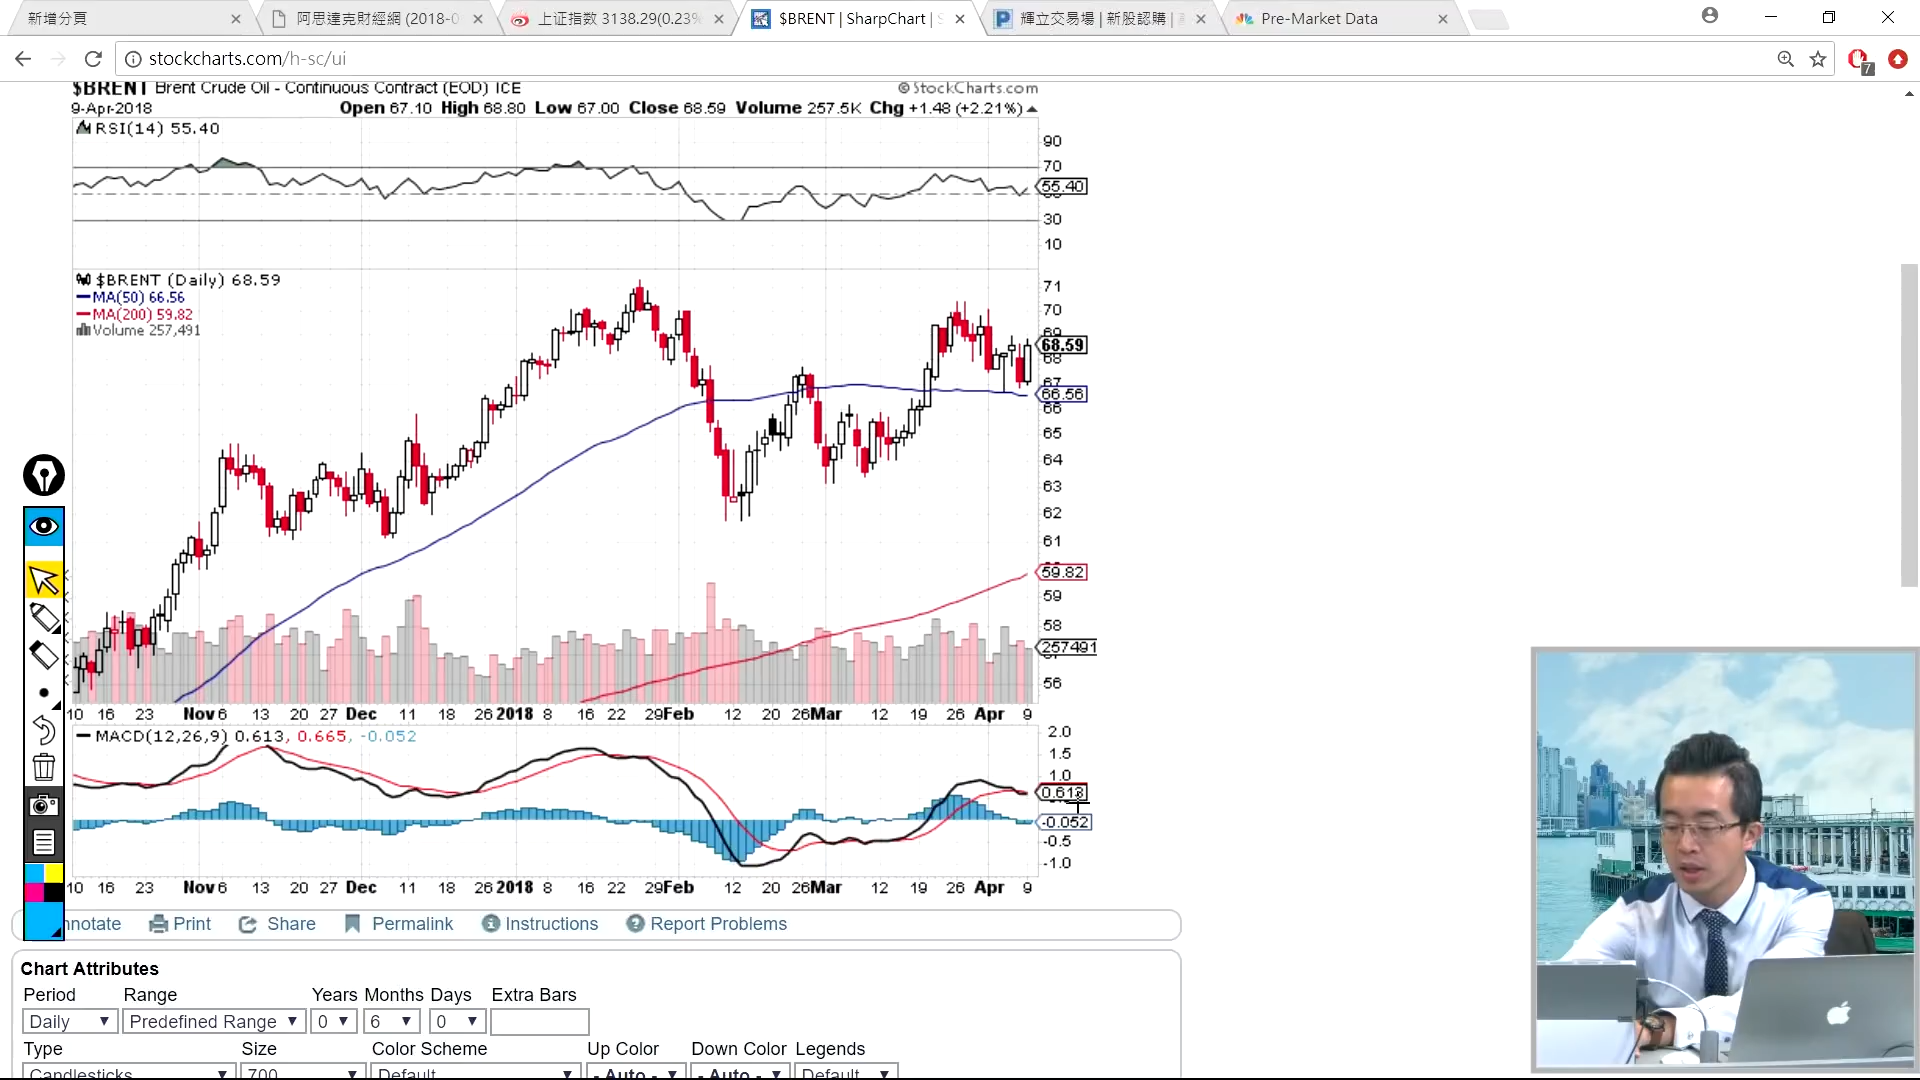 新增分頁
阿思達克財經網 (2018-0
上证指数 3138.29(0.23%
$BRENT | SharpChart | S
輝立交易場 | 新股認購 |
Pre-Market Data
stockcharts.com/h-sc/ui
7
$BRENT Brent Crude Oil - Continuous Contract (EOD) ICE
© StockCharts.com
9-Apr-2018
Open 67.10 High 68.80 Low 67.00 Close 68.59 Volume 257.5K Chg +1.48 (+2.21%)
RSI(14) 55.40
90
70
55.40
30
10
$BRENT (Daily) 68.59
MA(50) 66.56
MA(200) 59.82
Volume 257,491
71
70
69
68.59
68
67
66.56
66
65
64
63
62
61
59.82
59
58
257491
56
10 16 23 Nov 6 13 20 27 Dec 11 18 26 2018 8 16 22 29 Feb 12 20 26 Mar 12 19 26 Apr 9
MACD(12,26,9) 0.613, 0.665, -0.052
2.0
1.5
1.0
0.613
-0.052
-0.5
-1.0
10 16 23 Nov 6 13 20 27 Dec 11 18 26 2018 8 16 22 29 Feb 12 20 26 Mar 12 19 26 Apr 9
nnotate Print Share Permalink Instructions Report Problems
Chart Attributes
Period Range Years Months Days Extra Bars
Daily Predefined Range 0 6 0
Type Size Color Scheme Up Color Down Color Legends
Candlesticks 700 Default - Auto - - Auto - Default